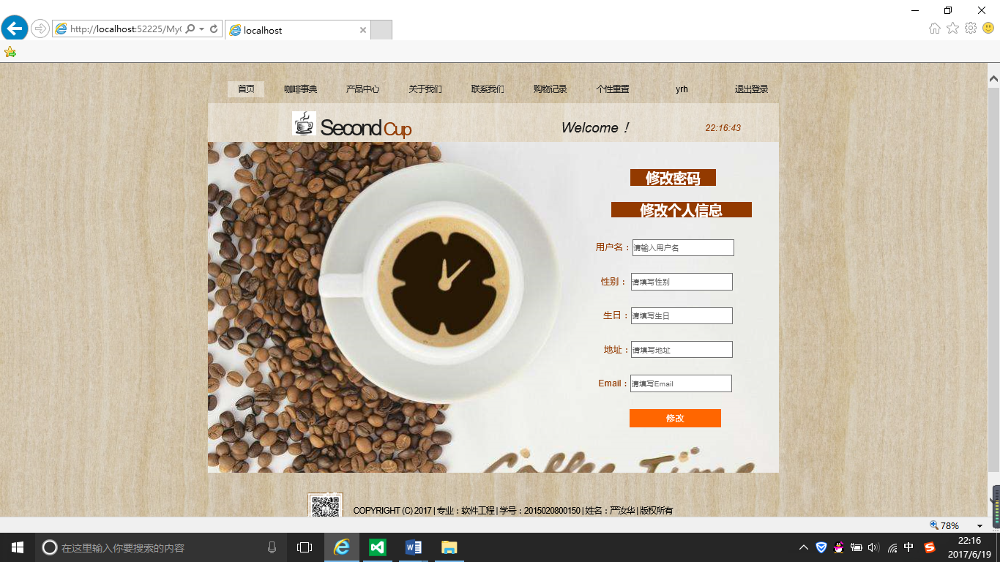 http://localhost:52225/MyC
localhost
首页 咖啡事典 产品中心 关于我们 联系我们 购物记录 个性重置 yrh 退出登录
Second Cup Welcome！ 22:16:43
修改密码
修改个人信息
用户名： 请输入用户名
性别： 请填写性别
生日： 请填写生日
地址： 请填写地址
Email： 请填写Email
修改
Coffee Time
COPYRIGHT (C) 2017 | 专业：软件工程 | 学号：2015020800150 | 姓名：严汝华 | 版权所有
78%
在这里输入你要搜索的内容
中
22:16
2017/6/19